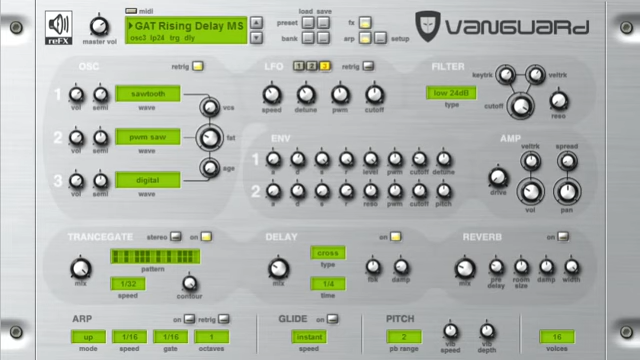 midi
GAT Rising Delay MS
osc3 lp24 trg dly
reFX
master vol
load save
preset
bank
fx
arp
setup
VANGUARD
OSC
retrig
1
vol
semi
sawtooth
wave
vcs
2
vol
semi
pwm saw
wave
fat
3
vol
semi
digital
wave
age
LFO
1 2 3
retrig
speed
detune
pwm
cutoff
FILTER
low 24dB
type
keytrk
veltrk
cutoff
reso
ENV
1
a d s r level pwm cutoff detune
2
a d s r reso pwm cutoff pitch
AMP
veltrk
spread
drive
vol
pan
TRANCEGATE
stereo
on
mix
pattern
1/32
speed
contour
DELAY
on
mix
cross
type
1/4
time
fbk
damp
REVERB
on
mix
pre delay
room size
damp
width
ARP
on
retrig
up
mode
1/16
speed
1/16
gate
1
octaves
GLIDE
on
instant
speed
PITCH
2
pb range
vib speed
vib depth
16
voices